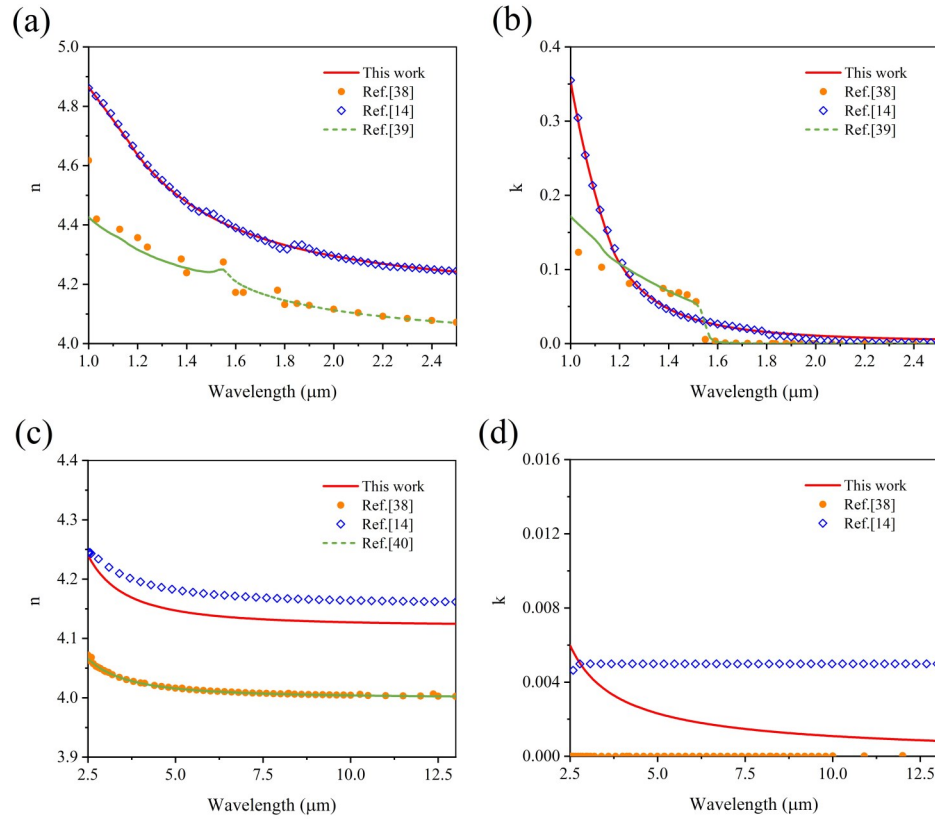 (a)
5.0
4.8
4.6
4.4
4.2
4.0
n
1.0 1.2 1.4 1.6 1.8 2.0 2.2 2.4
Wavelength (μm)
This work
Ref.[38]
Ref.[14]
Ref.[39]
(b)
0.4
0.3
0.2
0.1
0.0
k
1.0 1.2 1.4 1.6 1.8 2.0 2.2 2.4
Wavelength (μm)
This work
Ref.[38]
Ref.[14]
Ref.[39]
(c)
4.4
4.3
4.2
4.1
4.0
3.9
n
2.5 5.0 7.5 10.0 12.5
Wavelength (μm)
This work
Ref.[38]
Ref.[14]
Ref.[40]
(d)
0.016
0.012
0.008
0.004
0.000
k
2.5 5.0 7.5 10.0 12.5
Wavelength (μm)
This work
Ref.[38]
Ref.[14]